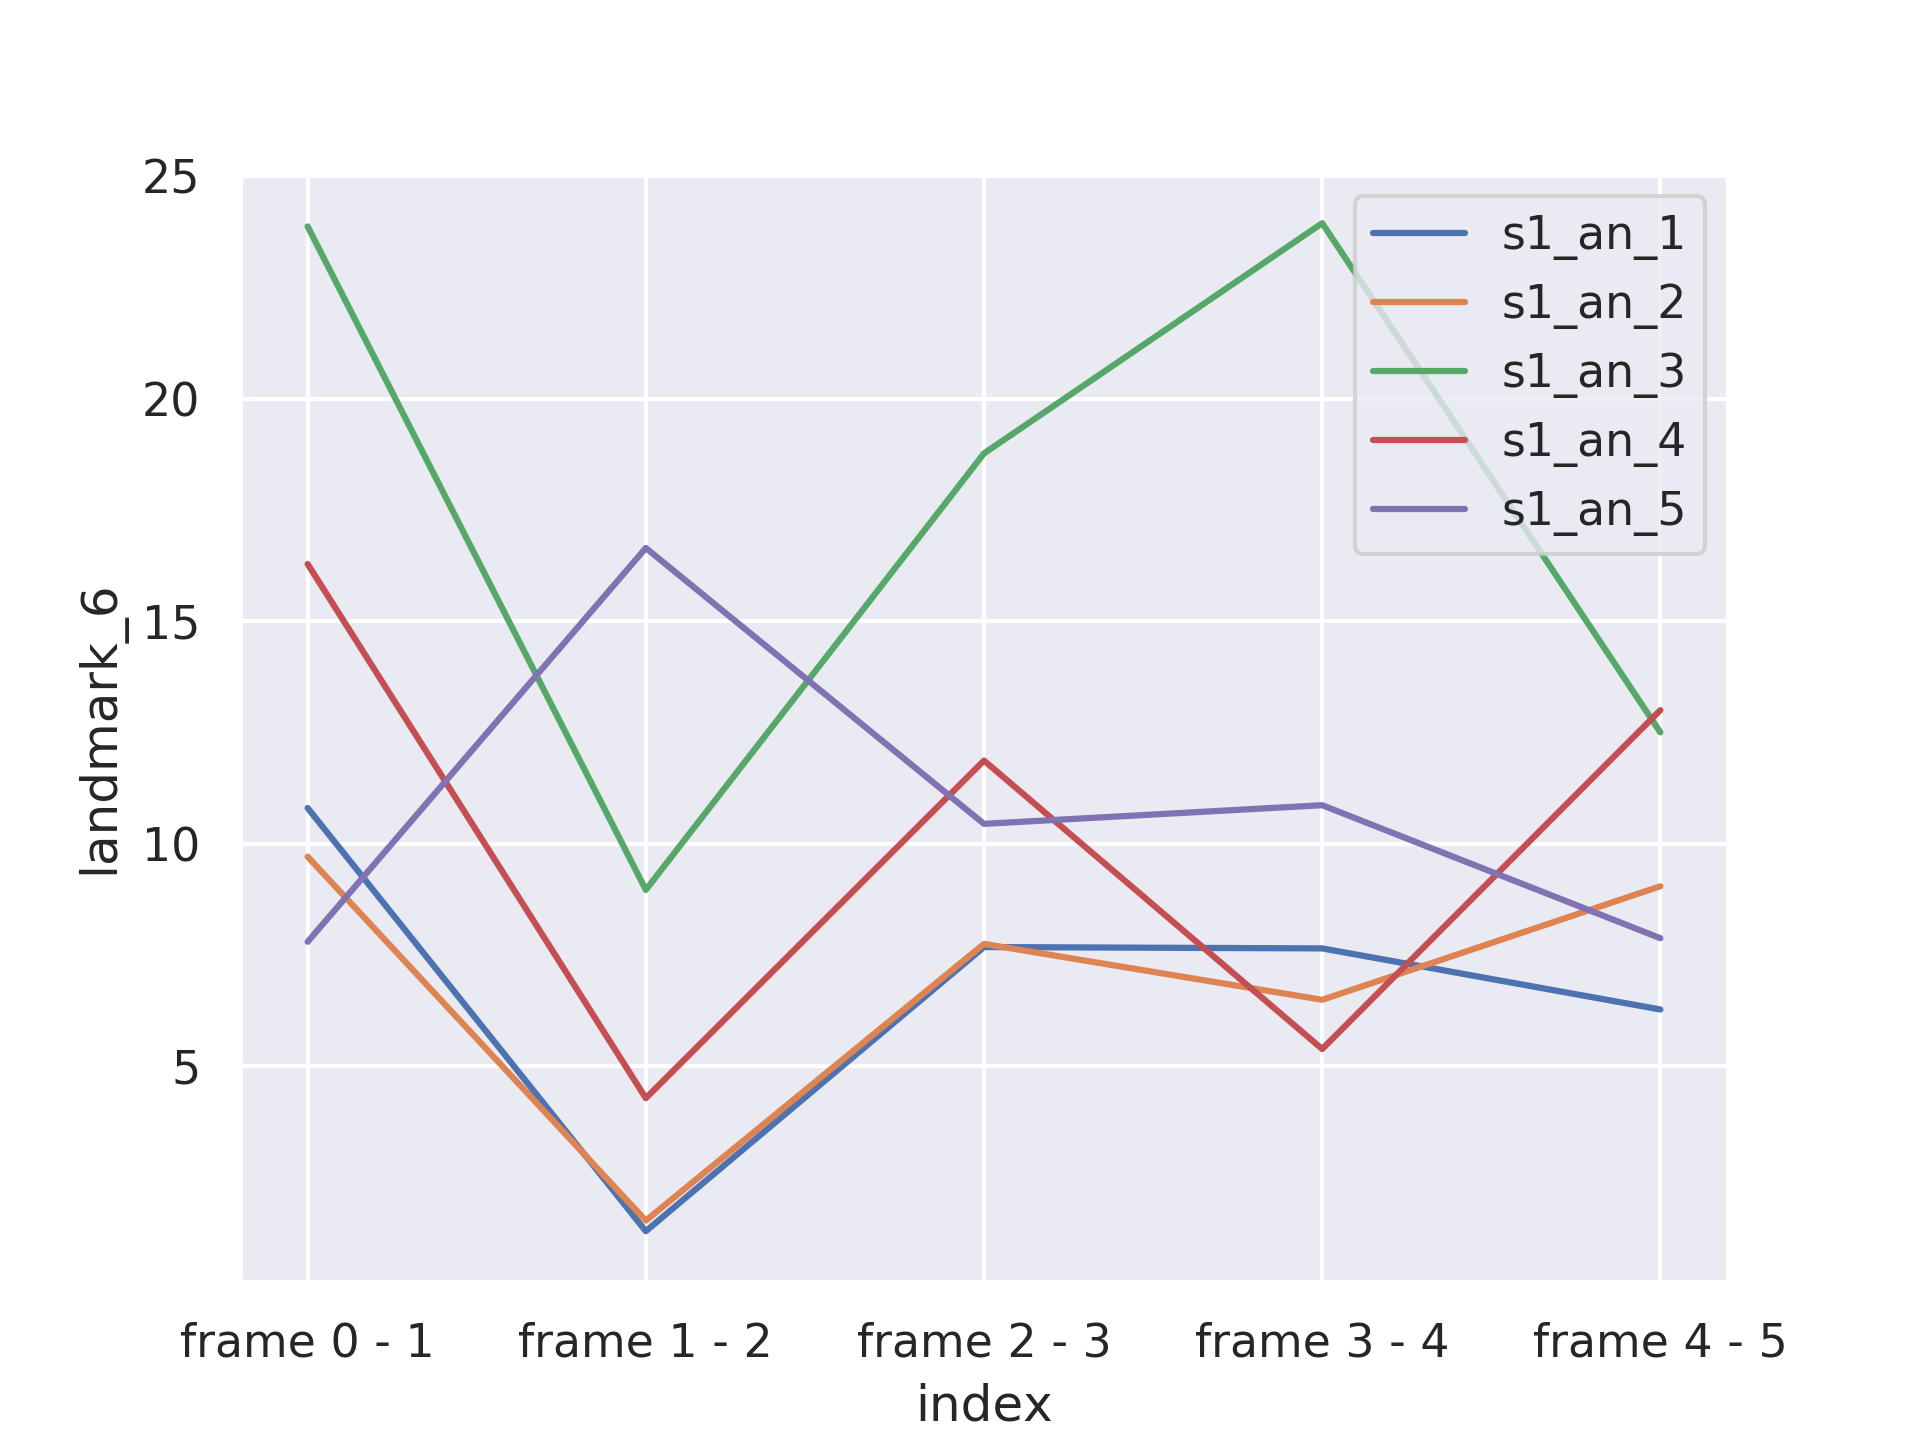 25
20
15
10
5
landmark_6
s1_an_1
s1_an_2
s1_an_3
s1_an_4
s1_an_5
frame 0 - 1
frame 1 - 2
frame 2 - 3
frame 3 - 4
frame 4 - 5
index